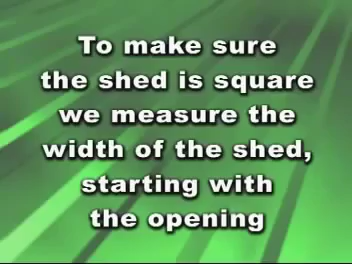 To make sure
the shed is square
we measure the
width of the shed,
starting with
the opening